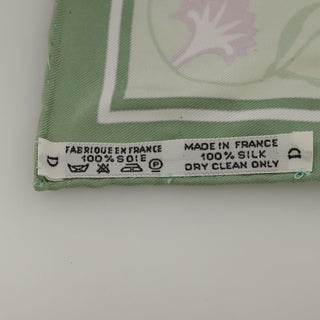 D
FABRIQUE EN FRANCE
100% SOIE
P
MADE IN FRANCE
100% SILK
DRY CLEAN ONLY
D